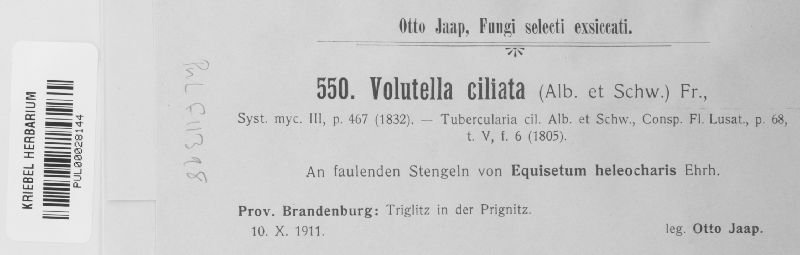 KRIEBEL HERBARIUM
PUL00028144
PUL F11398
Otto Jaap, Fungi selecti exsiccati.
550. Volutella ciliata (Alb. et Schw.) Fr.,
Syst. myc. III, p. 467 (1832). — Tubercularia cil. Alb. et Schw., Consp. Fl. Lusat., p. 68,
t. V, f. 6 (1805).
An faulenden Stengeln von Equisetum heleocharis Ehrh.
Prov. Brandenburg: Triglitz in der Prignitz.
10. X. 1911.
leg. Otto Jaap.